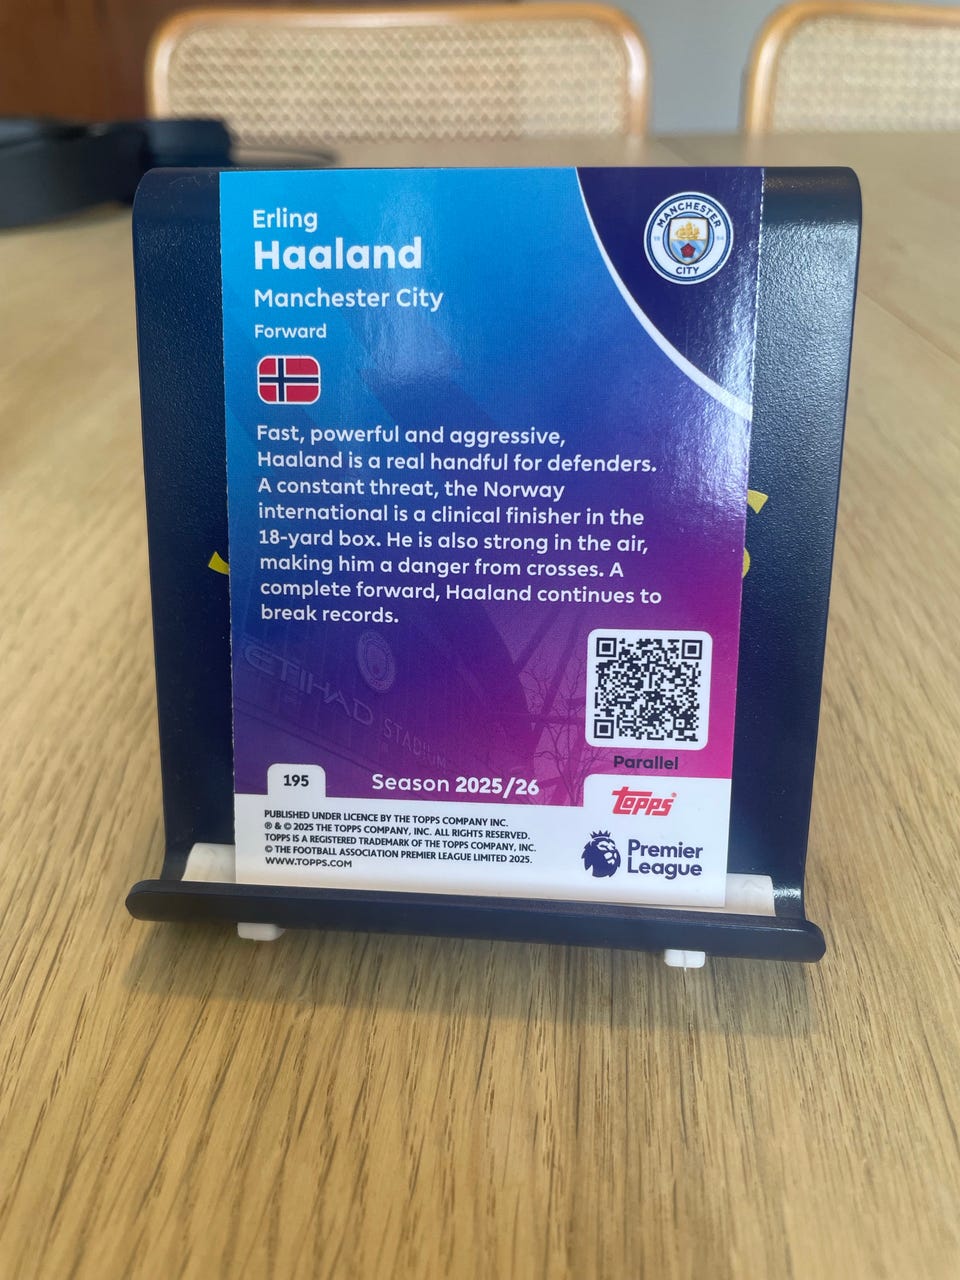 Erling
Haaland
Manchester City
Forward
MANCHESTER
18 94
CITY
Fast, powerful and aggressive,
Haaland is a real handful for defenders.
A constant threat, the Norway
international is a clinical finisher in the
18-yard box. He is also strong in the air,
making him a danger from crosses. A
complete forward, Haaland continues to
break records.
ETIHAD STADIUM
Parallel
195
Season 2025/26
topps®
PUBLISHED UNDER LICENCE BY THE TOPPS COMPANY INC.
® & © 2025 THE TOPPS COMPANY, INC. ALL RIGHTS RESERVED.
TOPPS IS A REGISTERED TRADEMARK OF THE TOPPS COMPANY, INC.
© THE FOOTBALL ASSOCIATION PREMIER LEAGUE LIMITED 2025.
WWW.TOPPS.COM
Premier
League